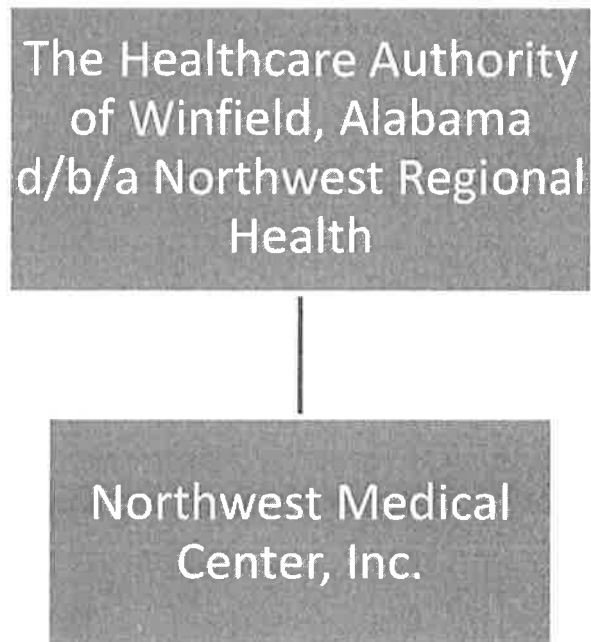 The Healthcare Authority
of Winfield, Alabama
d/b/a Northwest Regional
Health
Northwest Medical
Center, Inc.